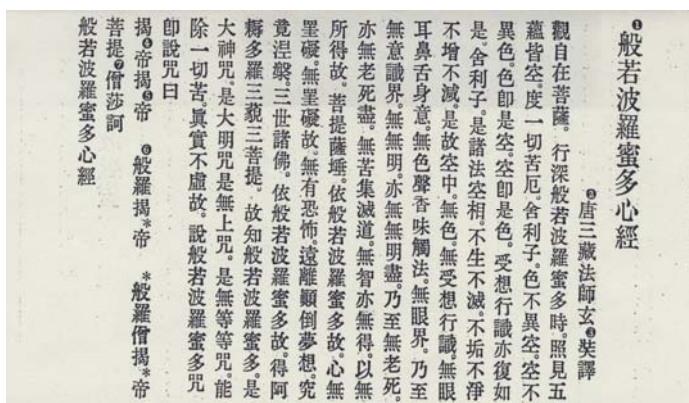 ❶般若波羅蜜多心經
❷唐三藏法師玄❸奘譯
觀自在菩薩。行深般若波羅蜜多時。照見五
蘊皆空。度一切苦厄。舍利子。色不異空。空不
異色。色即是空。空即是色。受想行識亦復如
是。舍利子。是諸法空相。不生不滅。不垢不淨
不增不減。是故空中。無色。無受想行識。無眼
耳鼻舌身意。無色聲香味觸法。無眼界。乃至
無意識界。無無明。亦無無明盡。乃至無老死。
亦無老死盡。無苦集滅道。無智亦無得。以無
所得故。菩提薩埵。依般若波羅蜜多故。心無
罣礙。無罣礙故。無有恐怖。遠離顚倒夢想。究
竟涅槃。三世諸佛。依般若波羅蜜多故。得阿
耨多羅三藐三菩提。故知般若波羅蜜多。是
大神咒。是大明咒是無上咒。是無等等咒。能
除一切苦。眞實不虛故。說般若波羅蜜多咒
卽說咒曰
揭❹帝揭❺帝 ❻般羅揭*帝 *般羅僧揭*帝
菩提❼僧莎訶
般若波羅蜜多心經